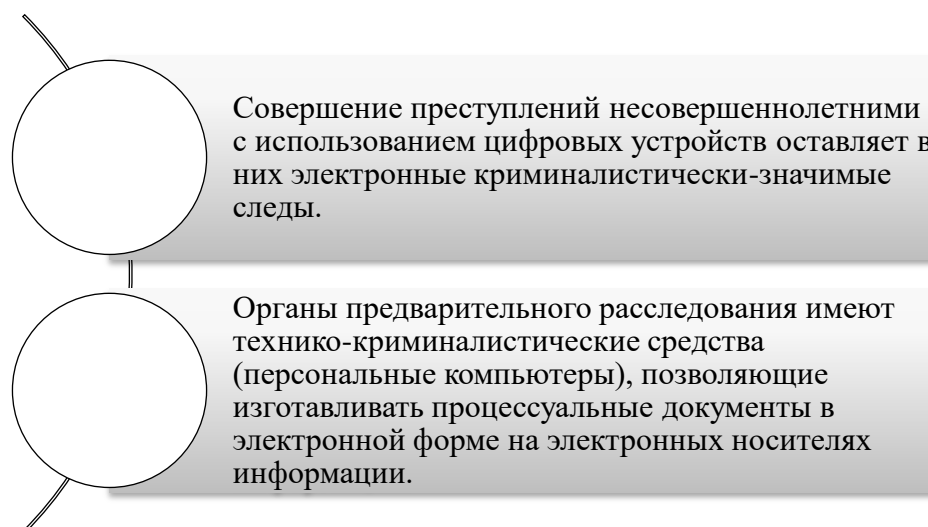 Совершение преступлений несовершеннолетними
с использованием цифровых устройств оставляет в
них электронные криминалистически-значимые
следы.
Органы предварительного расследования имеют
технико-криминалистические средства
(персональные компьютеры), позволяющие
изготавливать процессуальные документы в
электронной форме на электронных носителях
информации.